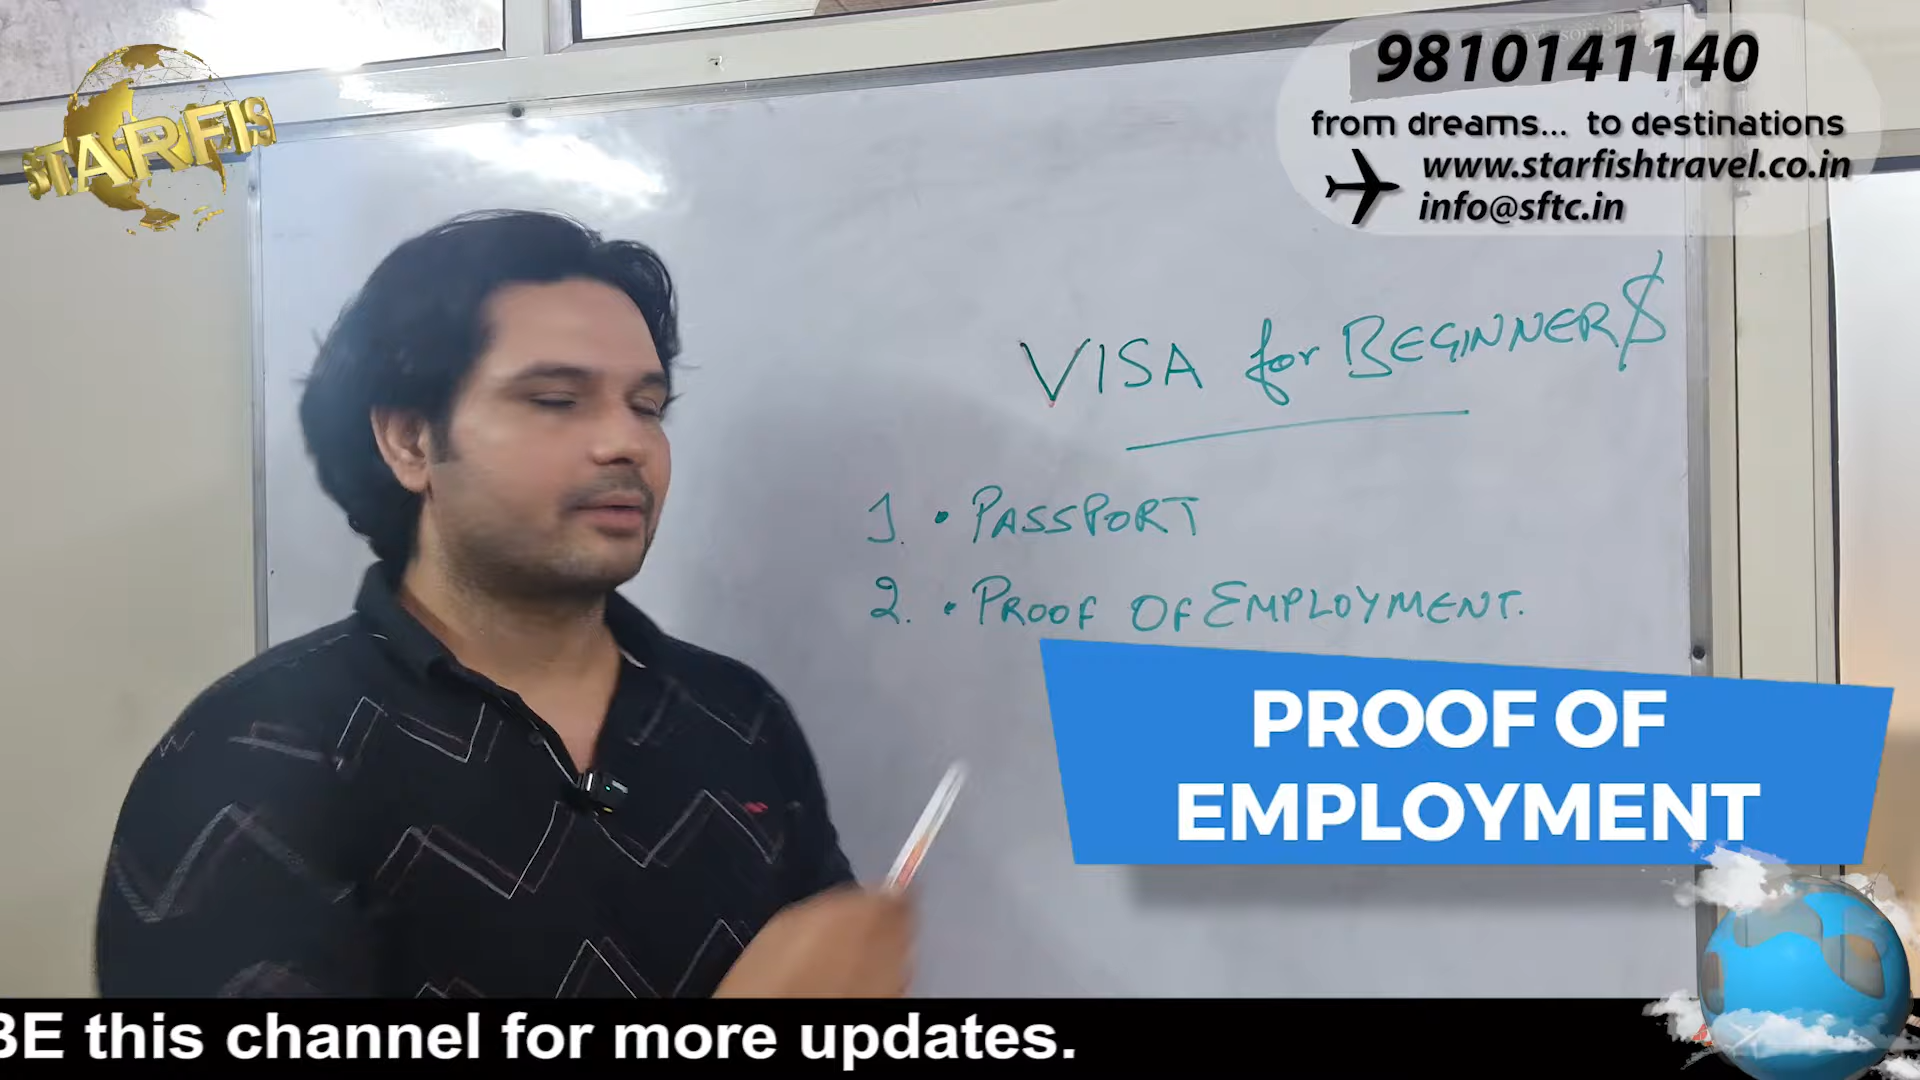 STARFIS
9810141140
from dreams... to destinations
www.starfishtravel.co.in
info@sftc.in
VISA for BEGINNERS
1. • PASSPORT
2. • PROOF OF EMPLOYMENT.
PROOF OF
EMPLOYMENT
BE this channel for more updates.